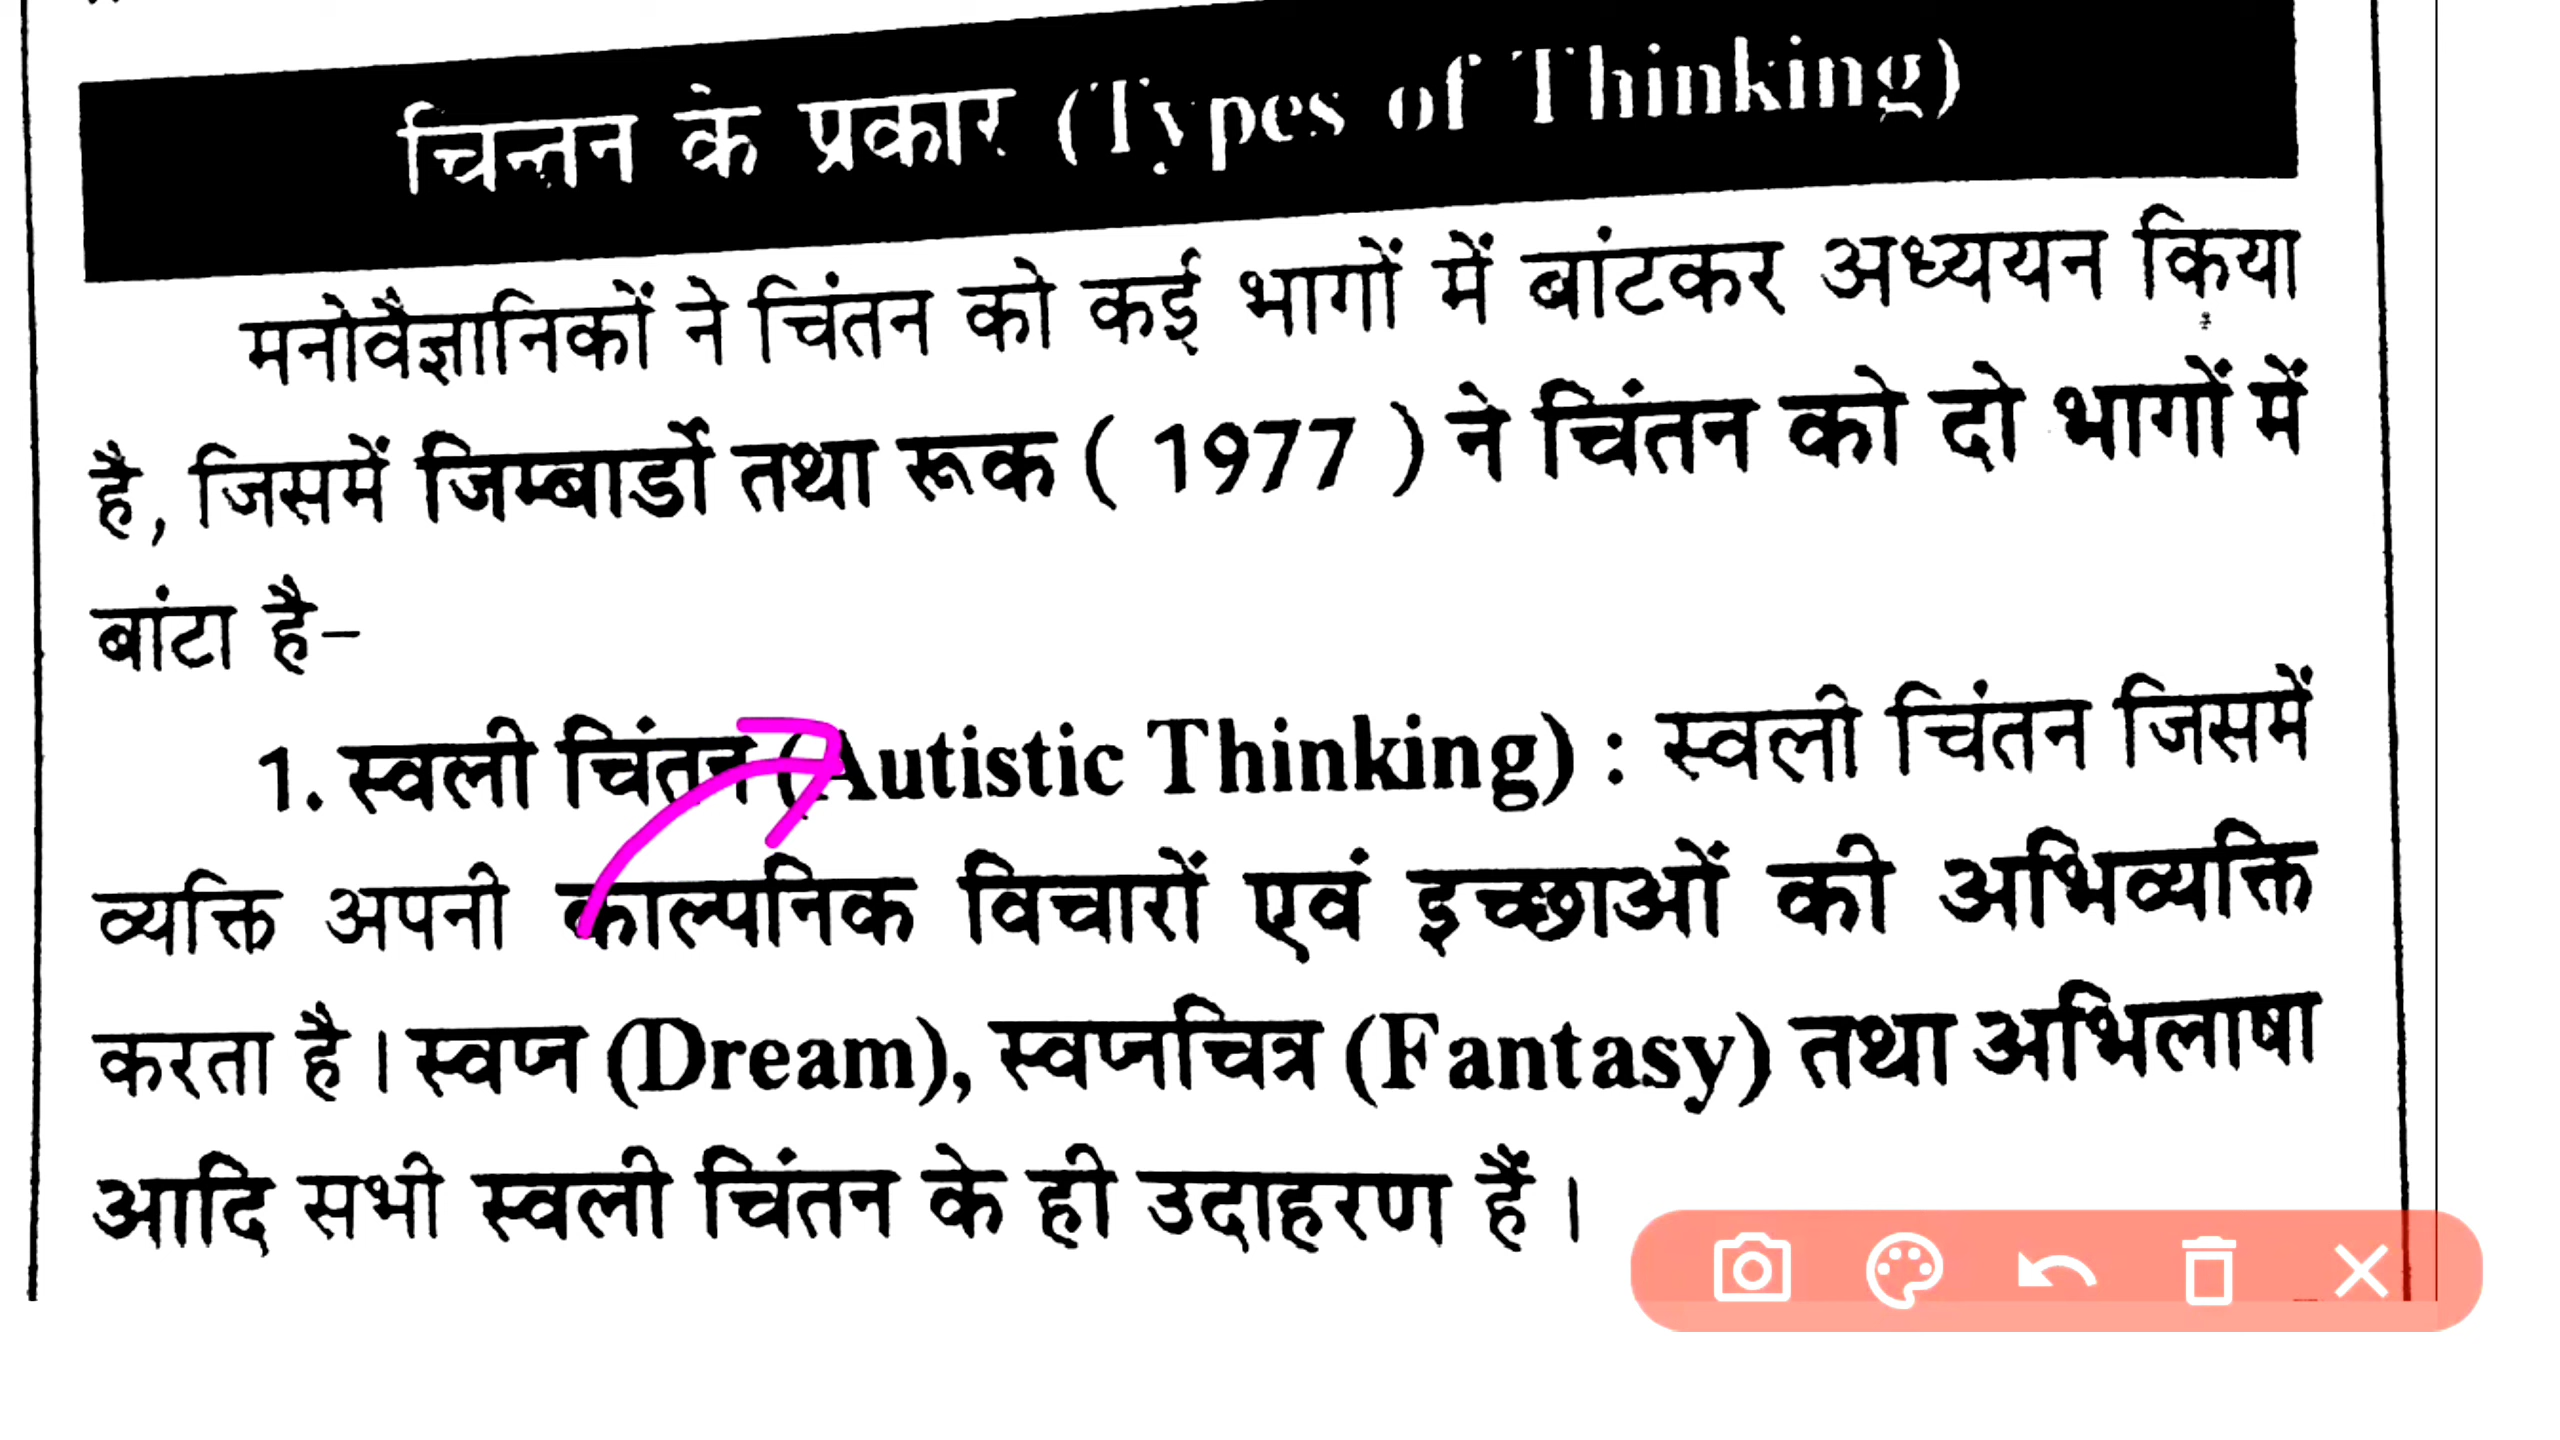 चिन्तन के प्रकार (Types of Thinking)
मनोवैज्ञानिकों ने चिंतन को कई भागों में बांटकर अध्ययन किया
है, जिसमें जिम्बार्डो तथा रूक ( 1977 ) ने चिंतन को दो भागों में
बांटा है–
1. स्वली चिंतन (Autistic Thinking) : स्वली चिंतन जिसमें
व्यक्ति अपनी काल्पनिक विचारों एवं इच्छाओं की अभिव्यक्ति
करता है। स्वप्न (Dream), स्वप्नचित्र (Fantasy) तथा अभिलाषा
आदि सभी स्वली चिंतन के ही उदाहरण हैं।